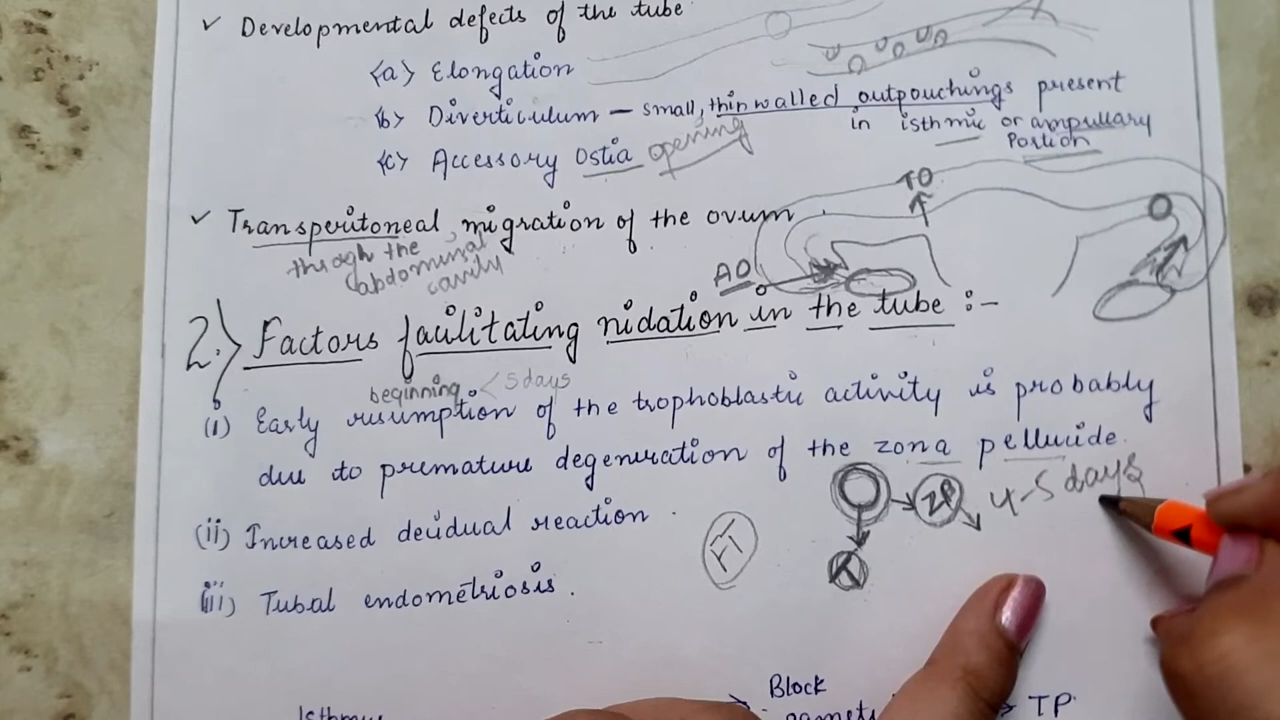 ✓ Developmental defects of the tube
(a) Elongation
(b) Diverticulum – small, thin walled outpouchings present
in isthmic or ampullary
Portion
(c) Accessory Ostia opening
TO
✓ Transperitoneal migration of the ovum
through the
abdominal
cavity
AO
2.) Factors facilitating nidation in the tube :–
beginning < 5 days
(i) Early resumption of the trophoblastic activity is probably
due to premature degeneration of the zona pellucide.
ZP 4-5 days
(ii) Increased decidual reaction
FT
(iii) Tubal endometriosis.
Block
Isthmus
gamet
TP